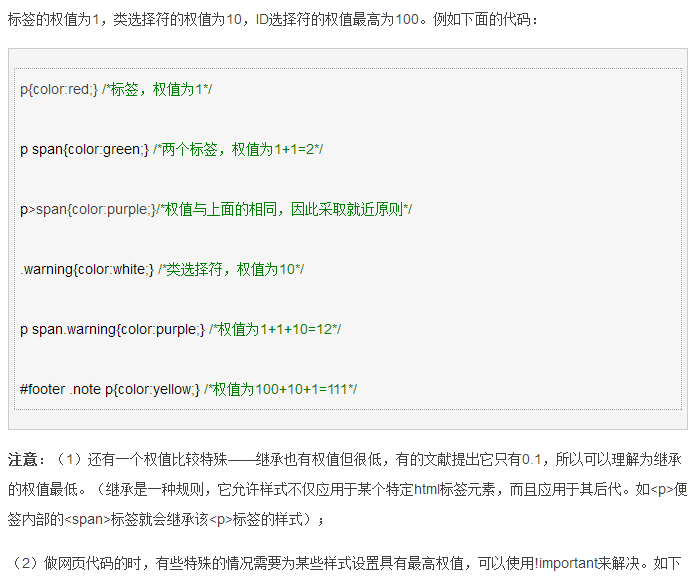 标签的权值为1，类选择符的权值为10，ID选择符的权值最高为100。例如下面的代码：
p{color:red;} /*标签，权值为1*/
p span{color:green;} /*两个标签，权值为1+1=2*/
p>span{color:purple;}/*权值与上面的相同，因此采取就近原则*/
.warning{color:white;} /*类选择符，权值为10*/
p span.warning{color:purple;} /*权值为1+1+10=12*/
#footer .note p{color:yellow;} /*权值为100+10+1=111*/
注意：（1）还有一个权值比较特殊——继承也有权值但很低，有的文献提出它只有0.1，所以可以理解为继承
的权值最低。（继承是一种规则，它允许样式不仅应用于某个特定html标签元素，而且应用于其后代。如<p>便
签内部的<span>标签就会继承该<p>标签的样式）；
（2）做网页代码的时，有些特殊的情况需要为某些样式设置具有最高权值，可以使用!important来解决。如下